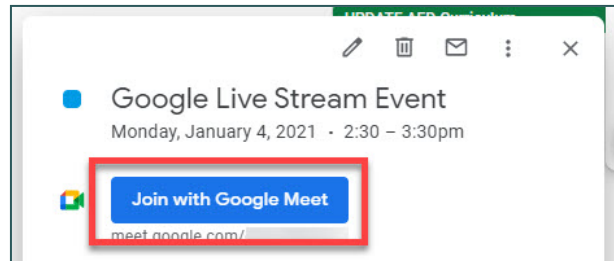 UPDATE AED Curriculum
Google Live Stream Event
Monday, January 4, 2021 · 2:30 – 3:30pm
Join with Google Meet
meet.google.com/